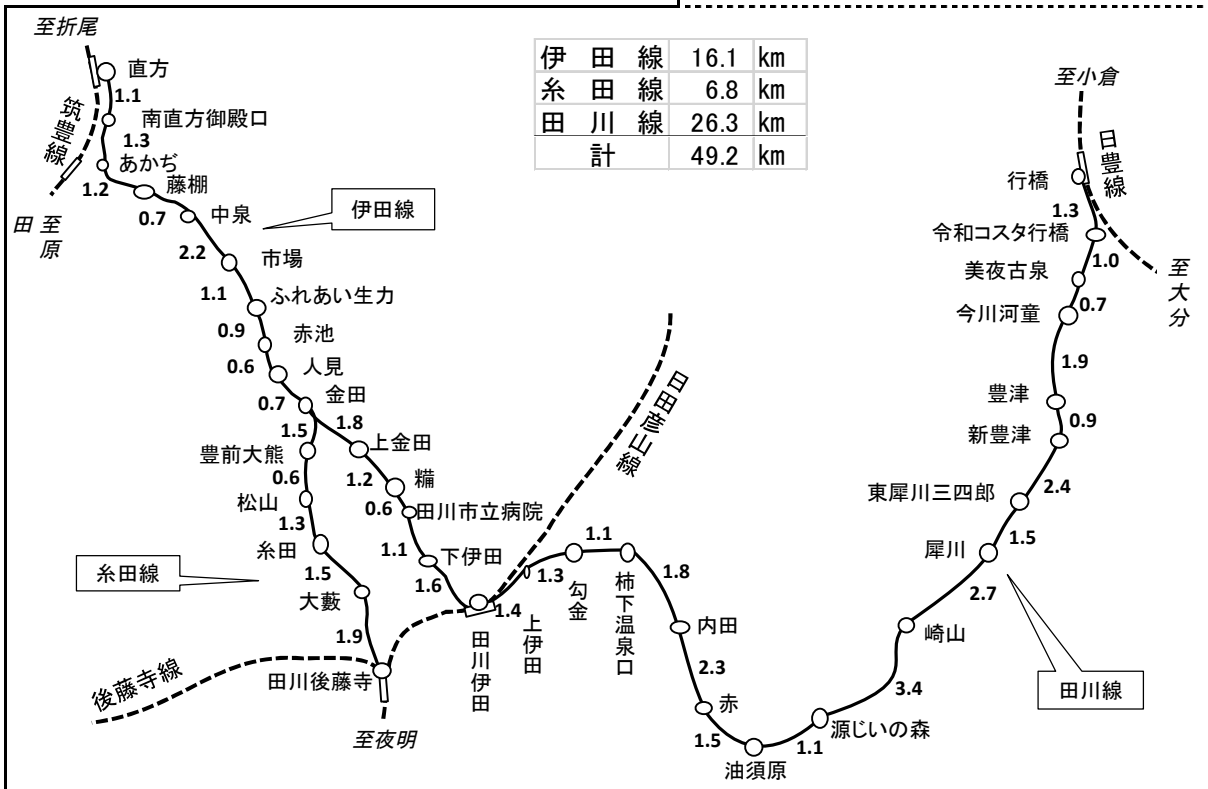 至折尾
直方
1.1
南直方御殿口
1.3
あかぢ
1.2
藤棚
0.7
中泉
2.2
市場
1.1
ふれあい生力
0.9
赤池
0.6
人見
0.7
金田
筑豊線
至田原
伊田線
伊田線 16.1 km
糸田線 6.8 km
田川線 26.3 km
計 49.2 km
1.8
上金田
1.2
糒
0.6
田川市立病院
1.1
下伊田
1.6
1.5
豊前大熊
0.6
松山
1.3
糸田
1.5
大藪
1.9
田川後藤寺
糸田線
後藤寺線
至夜明
日田彦山線
田川伊田
1.4
上伊田
1.3
勾金
1.1
柿下温泉口
1.8
内田
2.3
赤
1.5
油須原
1.1
源じいの森
3.4
崎山
2.7
犀川
1.5
東犀川三四郎
2.4
新豊津
0.9
豊津
1.9
今川河童
0.7
美夜古泉
1.0
令和コスタ行橋
1.3
行橋
至小倉
日豊線
至大分
田川線